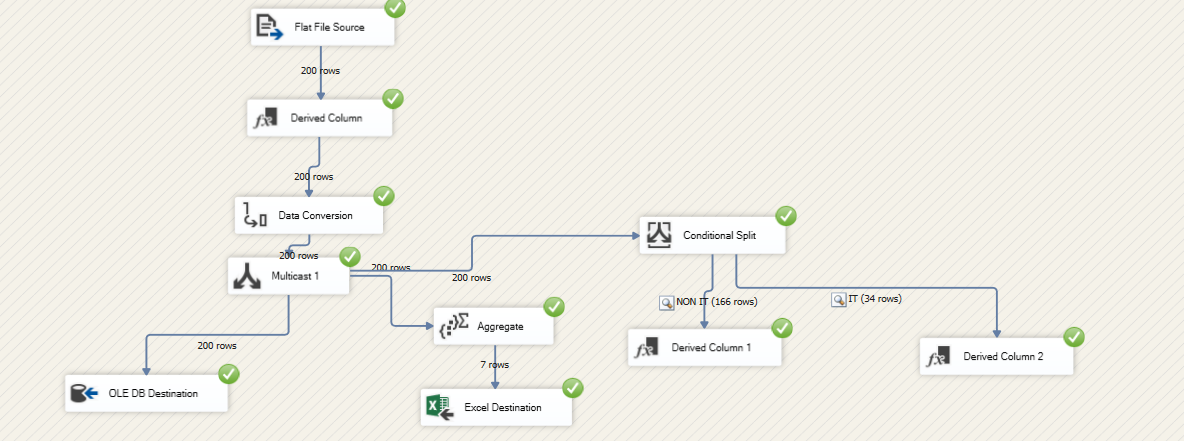 Flat File Source
200 rows
Derived Column
200 rows
Data Conversion
200 rows
Multicast 1
200 rows
200 rows
Conditional Split
NON IT (166 rows)
IT (34 rows)
Aggregate
200 rows
Derived Column 1
Derived Column 2
7 rows
OLE DB Destination
Excel Destination